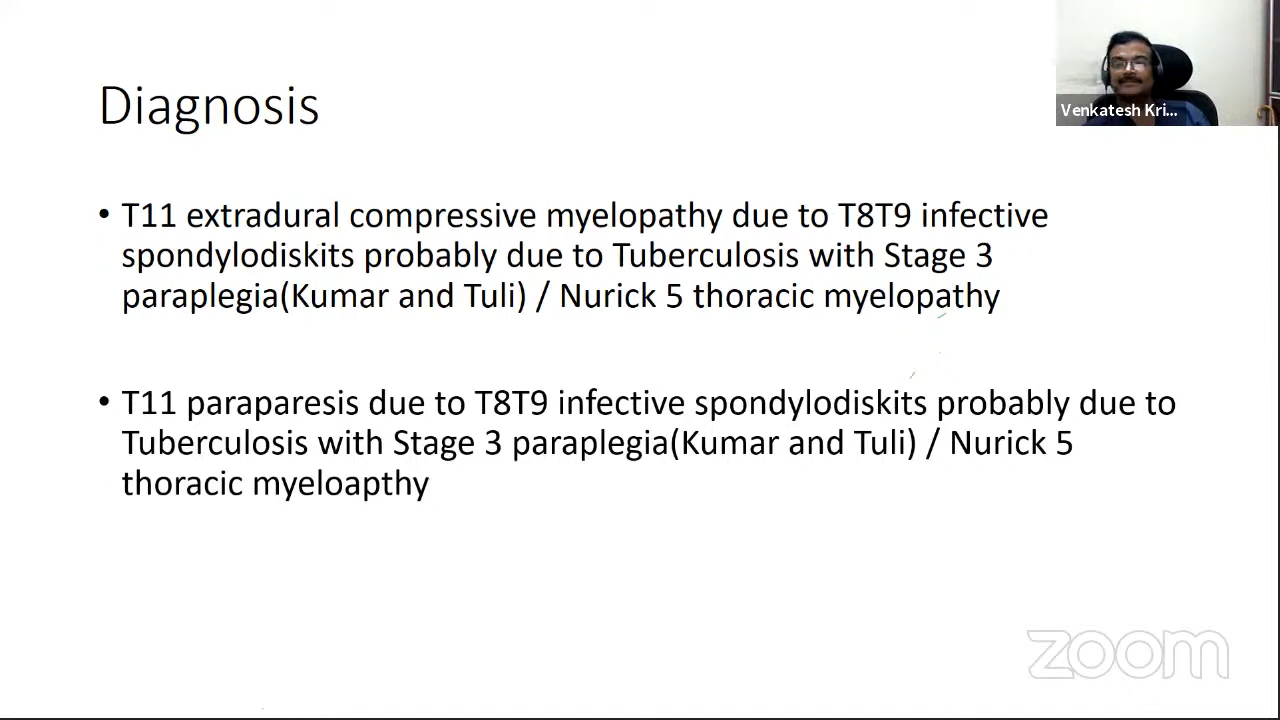 Diagnosis
Venkatesh Kri...
• T11 extradural compressive myelopathy due to T8T9 infective
spondylodiskits probably due to Tuberculosis with Stage 3
paraplegia(Kumar and Tuli) / Nurick 5 thoracic myelopathy
• T11 paraparesis due to T8T9 infective spondylodiskits probably due to
Tuberculosis with Stage 3 paraplegia(Kumar and Tuli) / Nurick 5
thoracic myeloapthy
zoom